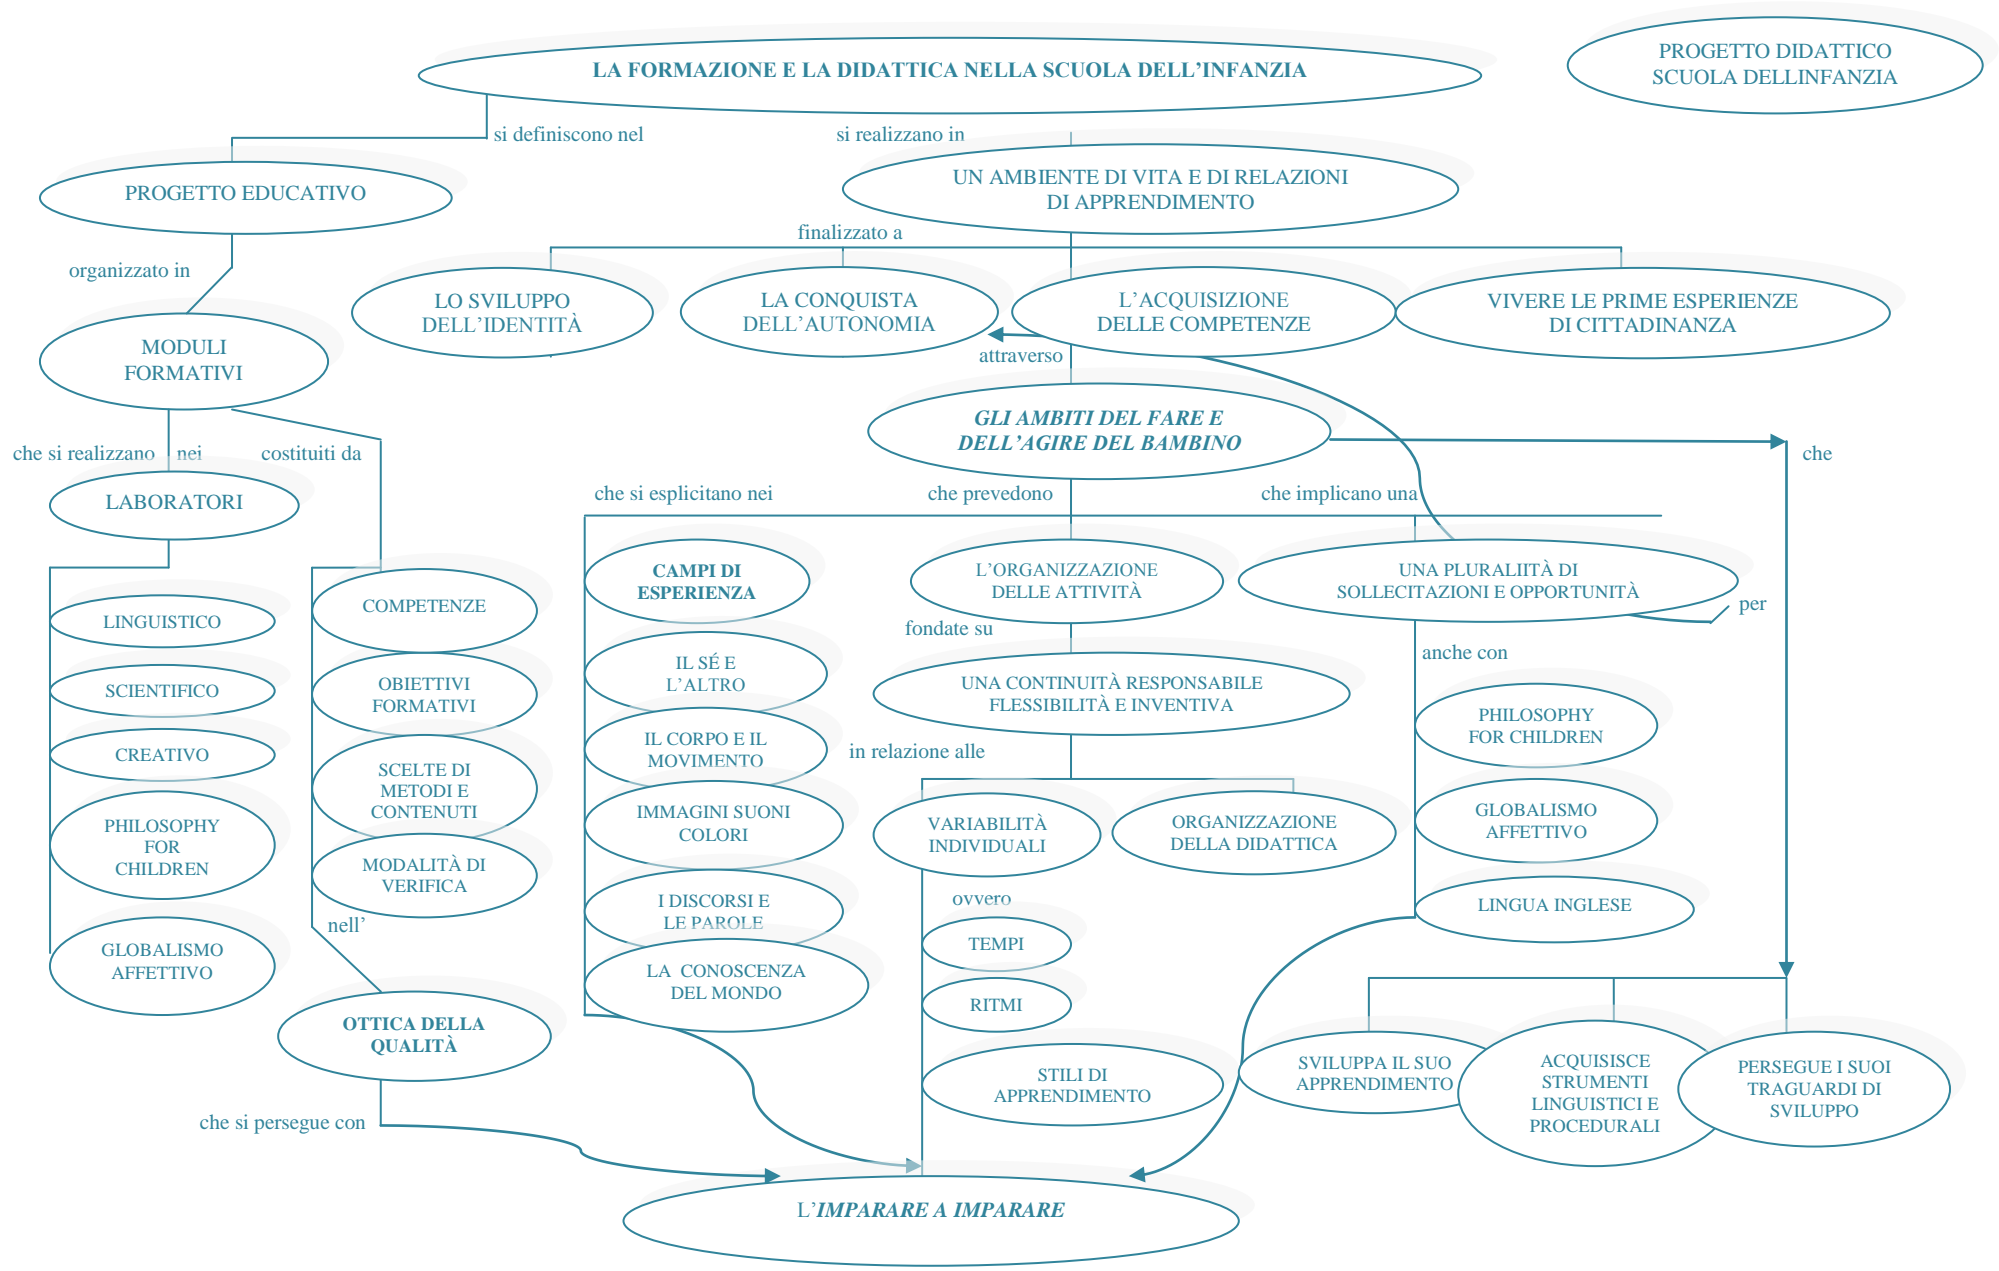 LA FORMAZIONE E LA DIDATTICA NELLA SCUOLA DELL'INFANZIA
PROGETTO DIDATTICO
SCUOLA DELLINFANZIA
si definiscono nel
si realizzano in
PROGETTO EDUCATIVO
UN AMBIENTE DI VITA E DI RELAZIONI
DI APPRENDIMENTO
finalizzato a
organizzato in
LO SVILUPPO
DELL'IDENTITÀ
LA CONQUISTA
DELL'AUTONOMIA
L'ACQUISIZIONE
DELLE COMPETENZE
VIVERE LE PRIME ESPERIENZE
DI CITTADINANZA
MODULI
FORMATIVI
attraverso
GLI AMBITI DEL FARE E
DELL'AGIRE DEL BAMBINO
che si realizzano nei
costituiti da
che
LABORATORI
che si esplicitano nei
che prevedono
che implicano una
LINGUISTICO
SCIENTIFICO
CREATIVO
PHILOSOPHY
FOR
CHILDREN
GLOBALISMO
AFFETTIVO
COMPETENZE
OBIETTIVI
FORMATIVI
SCELTE DI
METODI E
CONTENUTI
MODALITÀ DI
VERIFICA
nell'
OTTICA DELLA
QUALITÀ
che si persegue con
CAMPI DI
ESPERIENZA
IL SÉ E
L'ALTRO
IL CORPO E IL
MOVIMENTO
IMMAGINI SUONI
COLORI
I DISCORSI E
LE PAROLE
LA CONOSCENZA
DEL MONDO
L'ORGANIZZAZIONE
DELLE ATTIVITÀ
fondate su
UNA CONTINUITÀ RESPONSABILE
FLESSIBILITÀ E INVENTIVA
in relazione alle
VARIABILITÀ
INDIVIDUALI
ORGANIZZAZIONE
DELLA DIDATTICA
ovvero
TEMPI
RITMI
STILI DI
APPRENDIMENTO
UNA PLURALIITÀ DI
SOLLECITAZIONI E OPPORTUNITÀ
per
anche con
PHILOSOPHY
FOR CHILDREN
GLOBALISMO
AFFETTIVO
LINGUA INGLESE
SVILUPPA IL SUO
APPRENDIMENTO
ACQUISISCE
STRUMENTI
LINGUISTICI E
PROCEDURALI
PERSEGUE I SUOI
TRAGUARDI DI
SVILUPPO
L'IMPARARE A IMPARARE